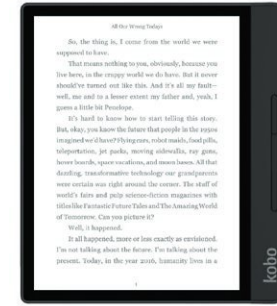 All Our Wrong Todays
So, the thing is, I come from the world we were
supposed to have.
That means nothing to you, obviously, because you
live here, in the crappy world we do have. But it never
should've turned out like this. And it's all my fault—
well, me and to a lesser extent my father and, yeah, I
guess a little bit Penelope.
It's hard to know how to start telling this story.
But, okay, you know the future that people in the 1950s
imagined we'd have? Flying cars, robot maids, food pills,
teleportation, jet packs, moving sidewalks, ray guns,
hover boards, space vacations, and moon bases. All that
dazzling, transformative technology our grandparents
were certain was right around the corner. The stuff of
world's fairs and pulp science-fiction magazines with
titles like Fantastic Future Tales and The Amazing World
of Tomorrow. Can you picture it?
Well, it happened.
It all happened, more or less exactly as envisioned.
I'm not talking about the future. I'm talking about the
present. Today, in the year 2016, humanity lives in a
1
kobo